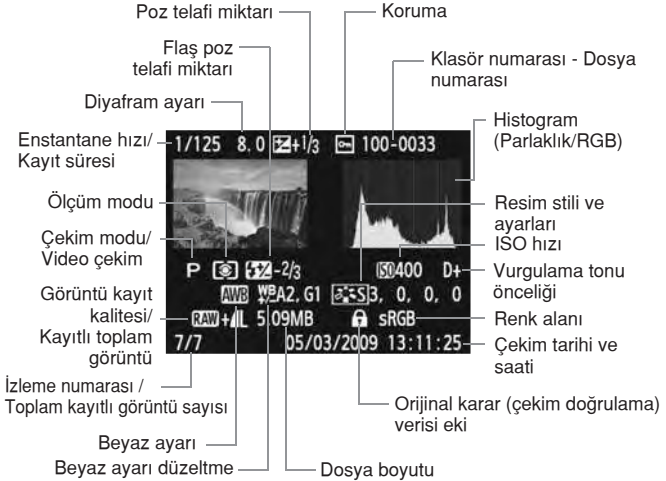 Poz telafi miktarı
Koruma
Flaş poz
telafi miktarı
Klasör numarası - Dosya
numarası
Diyafram ayarı
Histogram
(Parlaklık/RGB)
Enstantane hızı/
Kayıt süresi
1/125 8.0 +1/3 100-0033
Ölçüm modu
Resim stili ve
ayarları
Çekim modu/
Video çekim
ISO hızı
P -2/3 ISO400 D+
Vurgulama tonu
önceliği
Görüntü kayıt
kalitesi/
Kayıtlı toplam
görüntü
AWB WB A2, G1 S3, 0, 0, 0
RAW+L 5.09MB sRGB
Renk alanı
7/7 05/03/2009 13:11:25
Çekim tarihi ve
saati
İzleme numarası /
Toplam kayıtlı görüntü sayısı
Orijinal karar (çekim doğrulama)
verisi eki
Beyaz ayarı
Beyaz ayarı düzeltme
Dosya boyutu